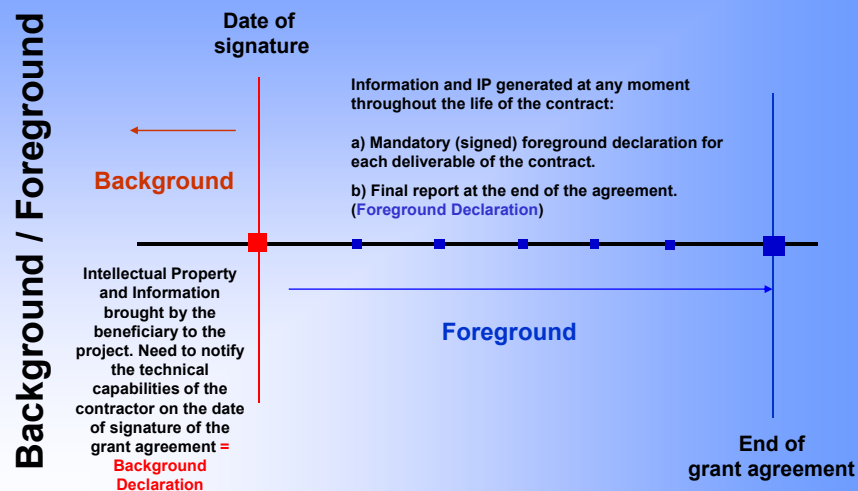 Background / Foreground
Date of
signature
Information and IP generated at any moment
throughout the life of the contract:
a) Mandatory (signed) foreground declaration for
each deliverable of the contract.
b) Final report at the end of the agreement.
(Foreground Declaration)
Background
Intellectual Property
and Information
brought by the
beneficiary to the
project. Need to notify
the technical
capabilities of the
contractor on the date
of signature of the
grant agreement =
Background
Declaration
Foreground
End of
grant agreement